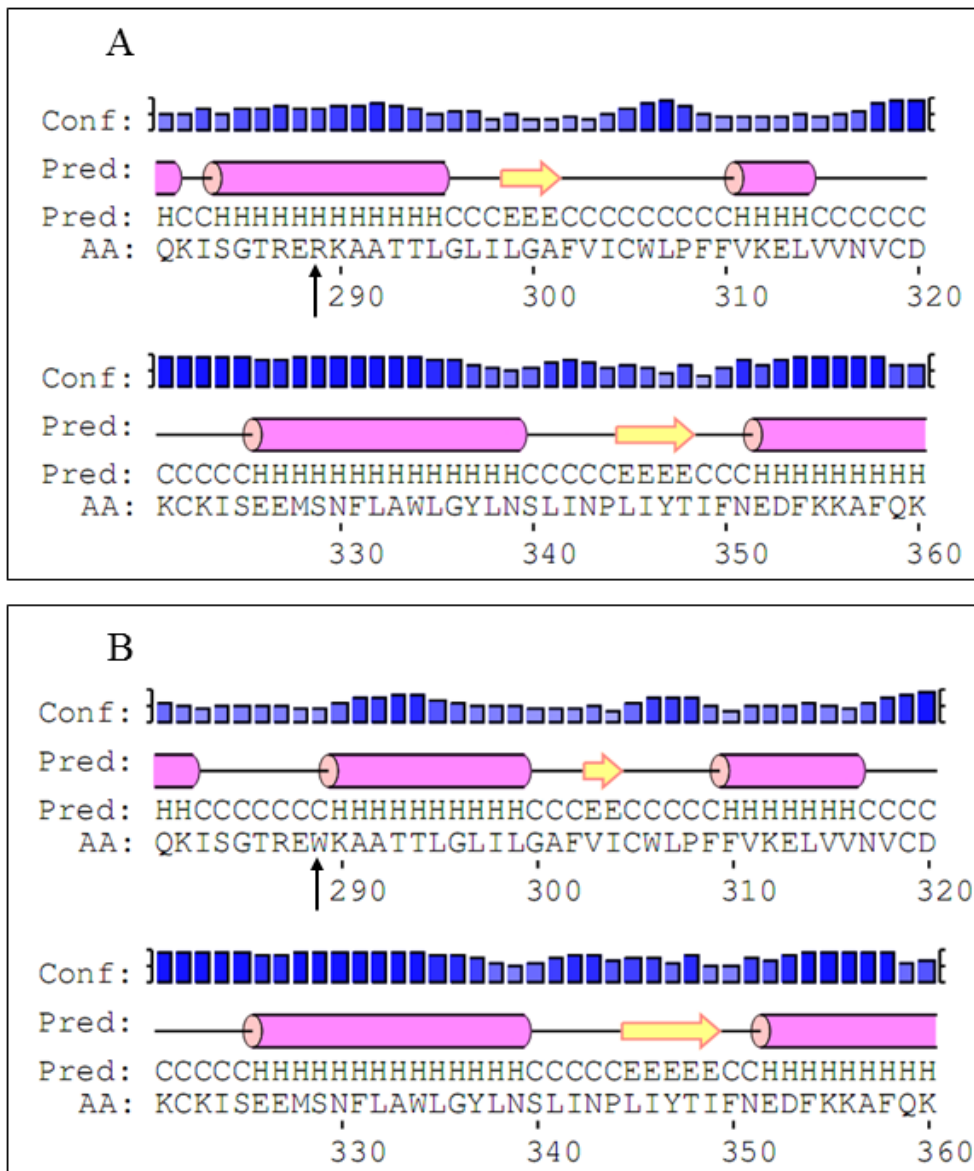 A
Conf:
Pred:
Pred: HCCHHHHHHHHHHHHCCCEEECCCCCCCCCHHHHCCCCCC
AA: QKISGTRERKAATTLGLILGAFVICWLPFFVKELVVNVCD
290 300 310 320
Conf:
Pred:
Pred: CCCCCHHHHHHHHHHHHHHCCCCCEEEECCCHHHHHHHHH
AA: KCKISEEMSNFLAWLGYLNSLINPLIYTIFNEDFKKAFQK
330 340 350 360
B
Conf:
Pred:
Pred: HHCCCCCCCHHHHHHHHHHCCCEECCCCCHHHHHHHCCCC
AA: QKISGTREWKAATTLGLILGAFVICWLPFFVKELVVNVCD
290 300 310 320
Conf:
Pred:
Pred: CCCCCHHHHHHHHHHHHHHCCCCCEEEEECCHHHHHHHHH
AA: KCKISEEMSNFLAWLGYLNSLINPLIYTIFNEDFKKAFQK
330 340 350 360